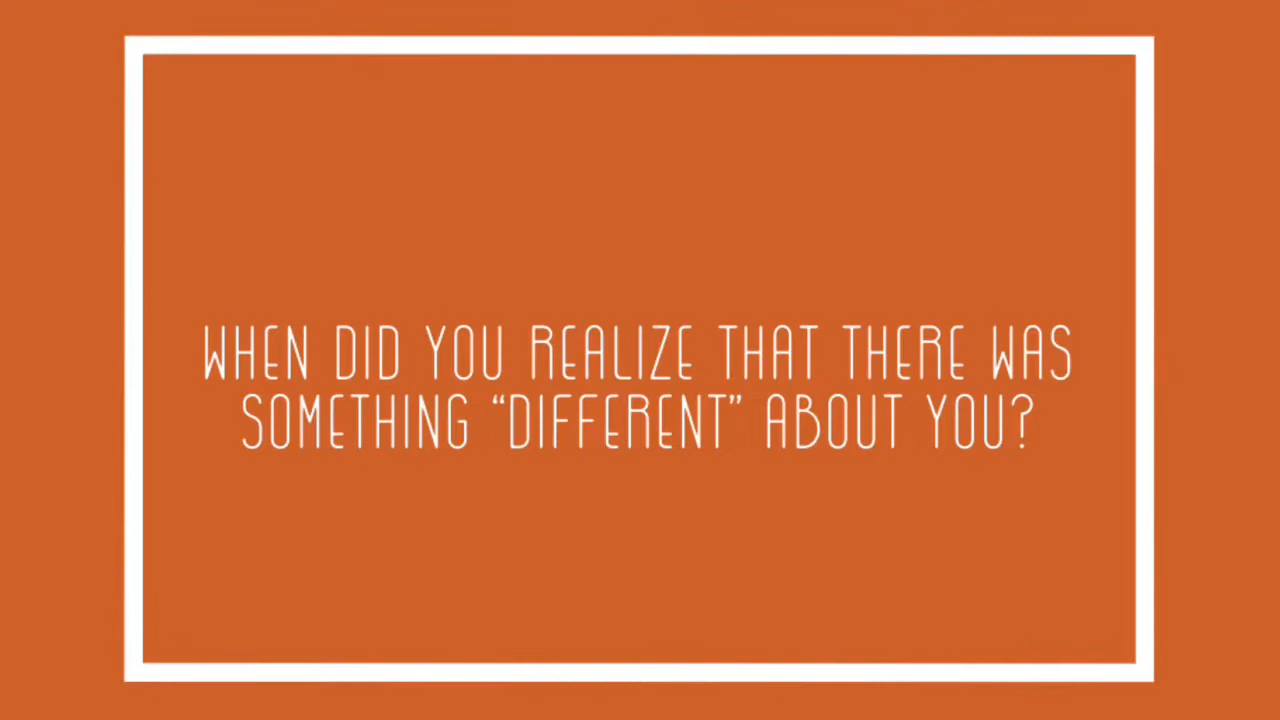 WHEN DID YOU REALIZE THAT THERE WAS
SOMETHING “DIFFERENT” ABOUT YOU?